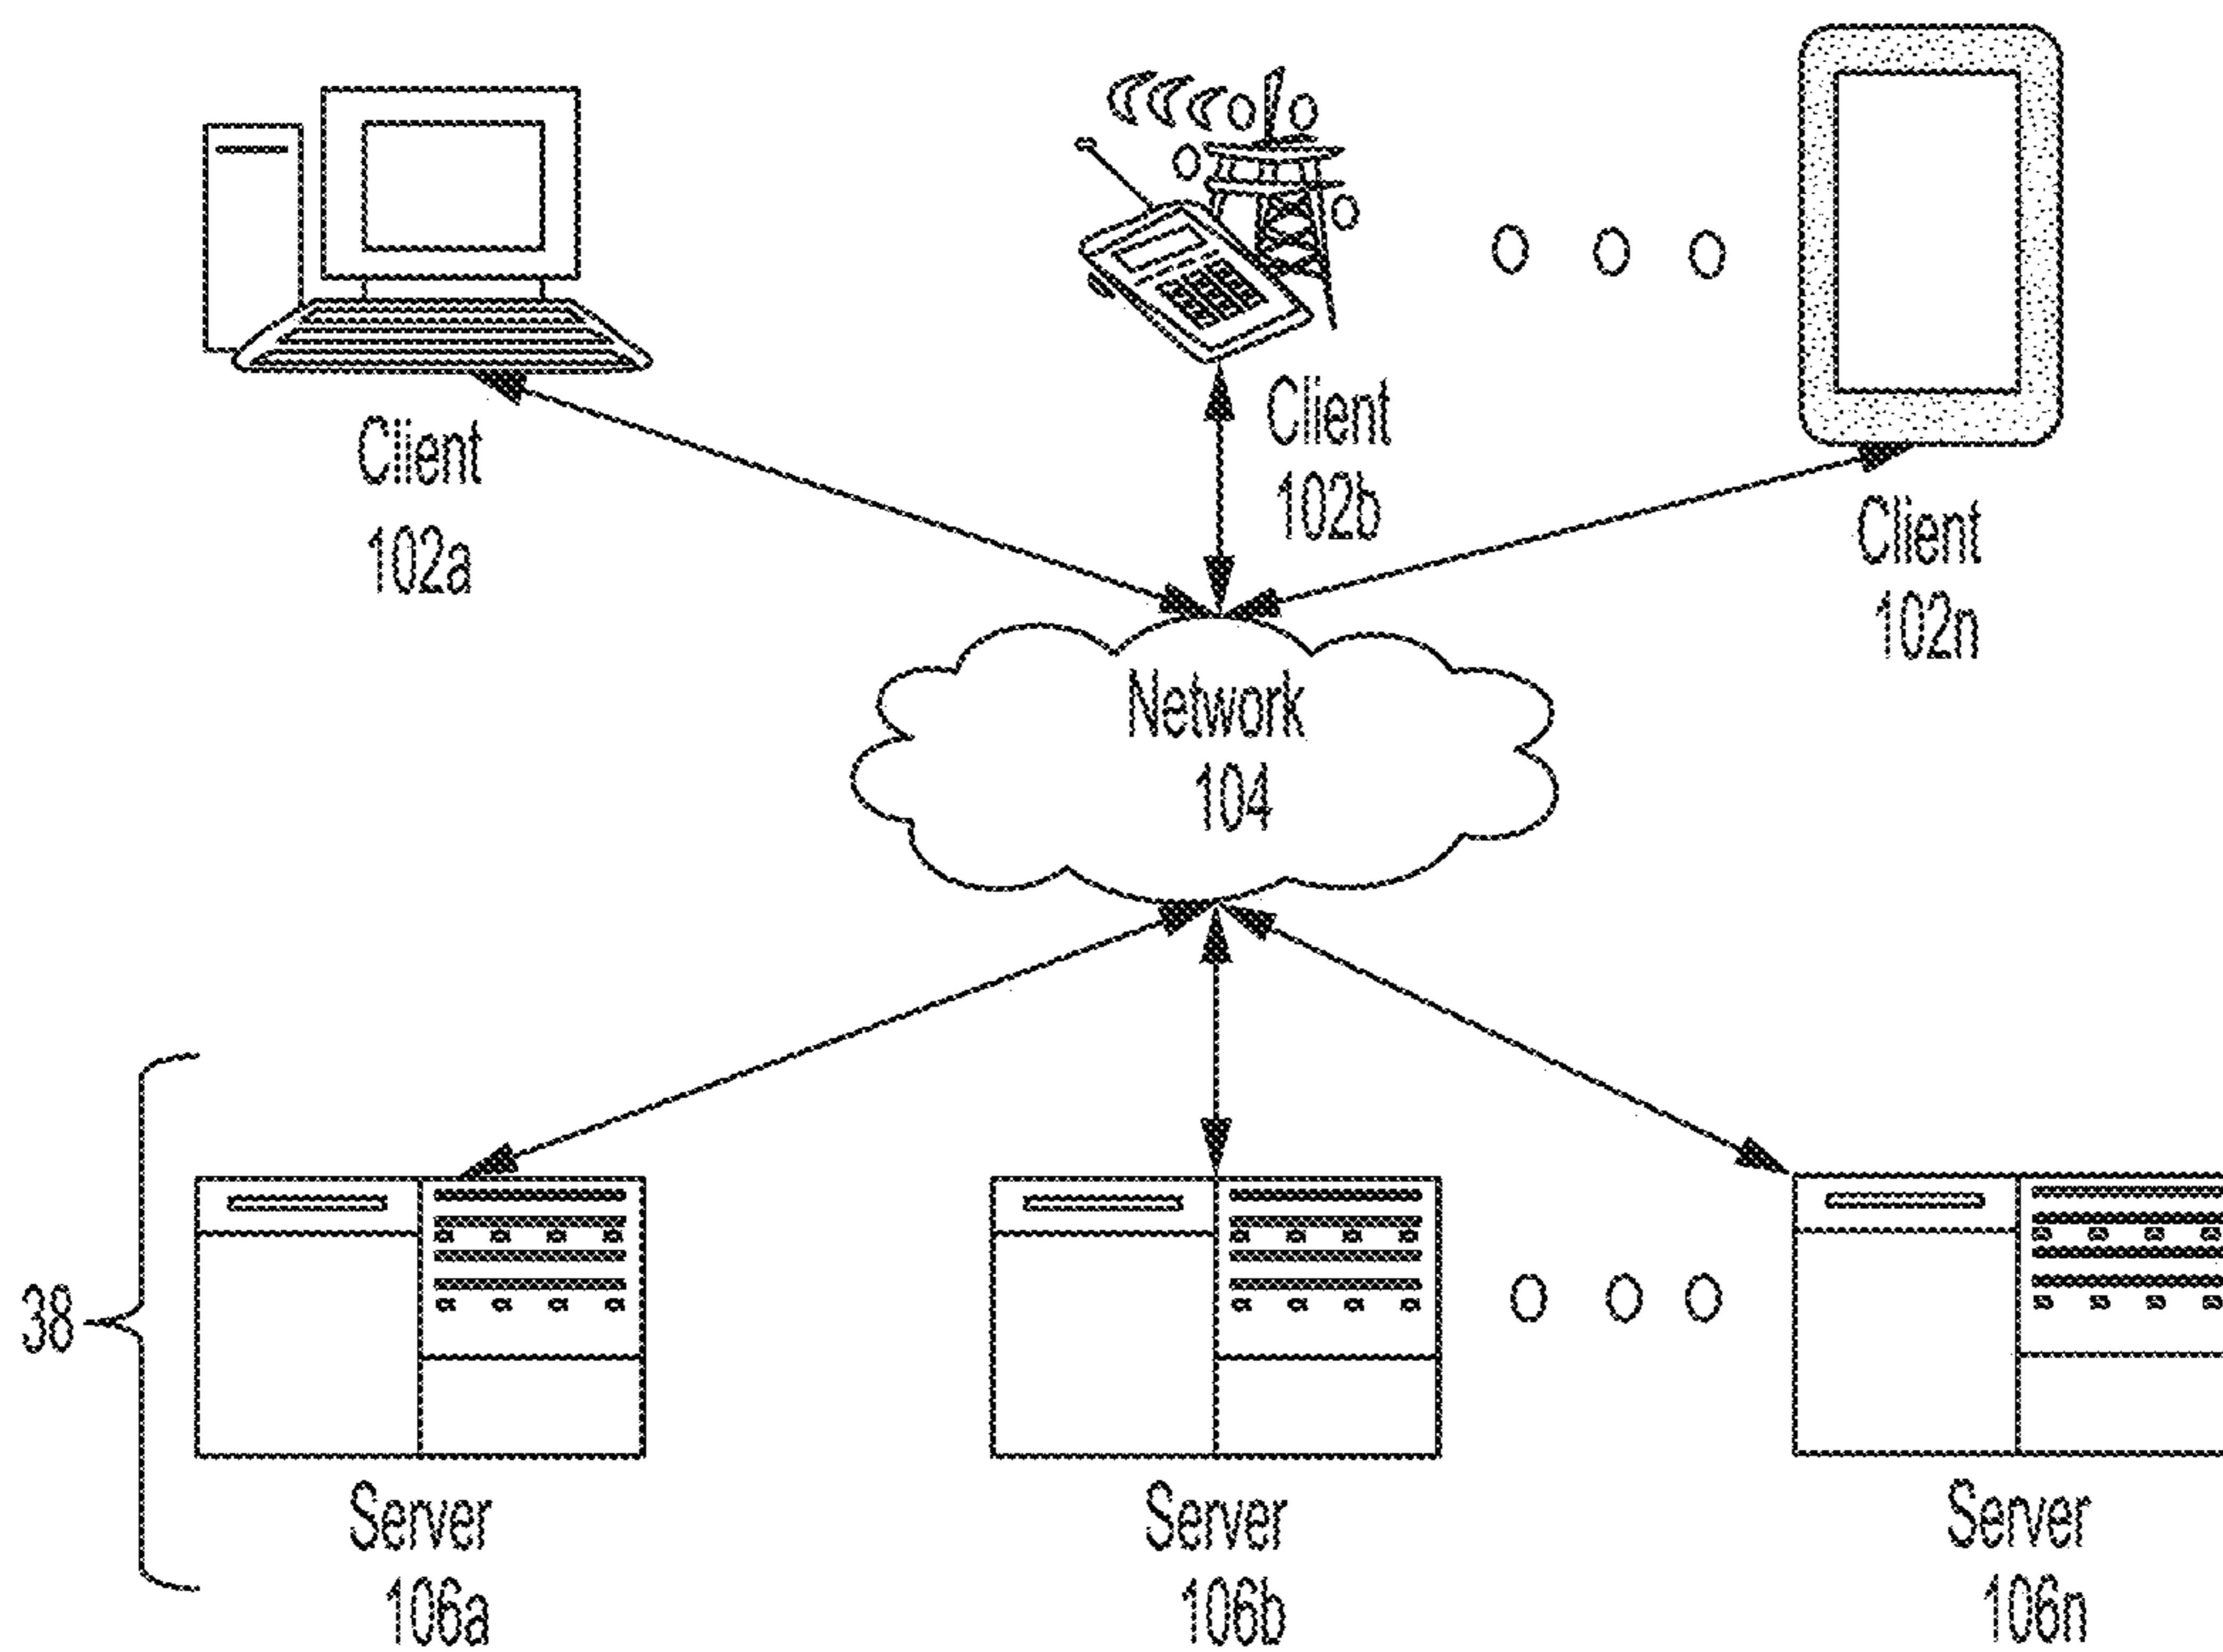 Client
102a
Client
102b
Client
102n
Network
104
38
Server
106a
Server
106b
Server
106n